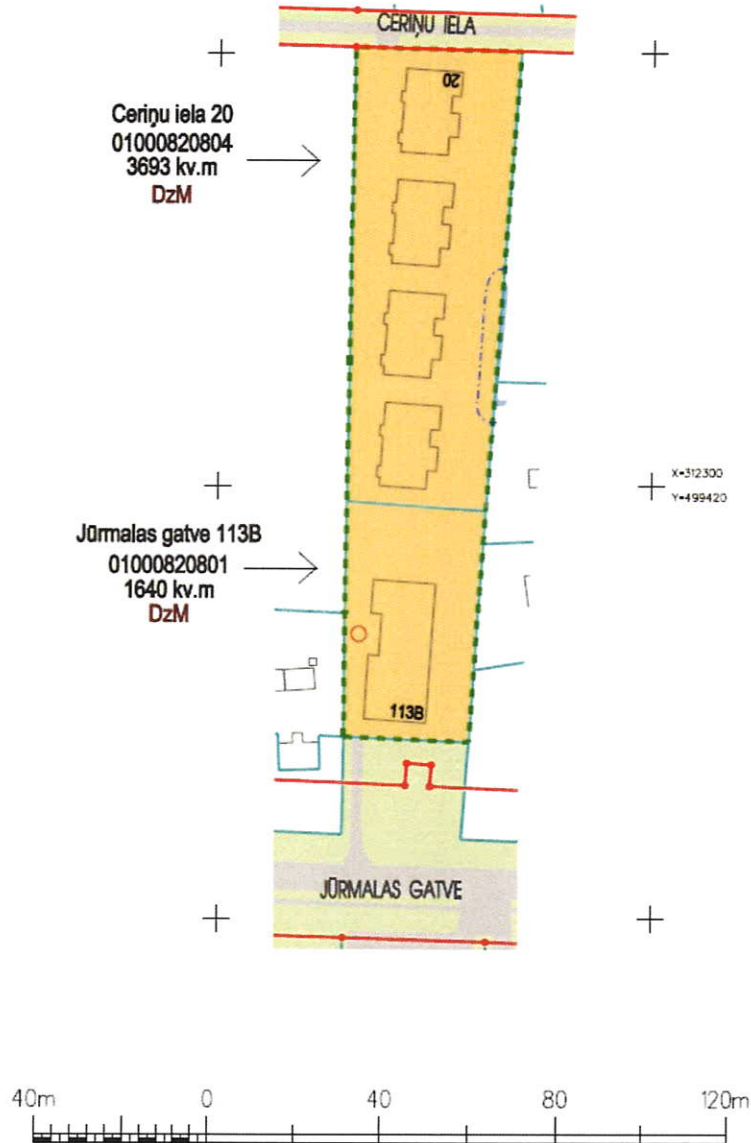 CERIŅU IELA
20
Ceriņu iela 20
01000820804
3693 kv.m
DzM
X=312300
Y=499420
Jūrmalas gatve 113B
01000820801
1640 kv.m
DzM
113B
JŪRMALAS GATVE
40m 0 40 80 120m